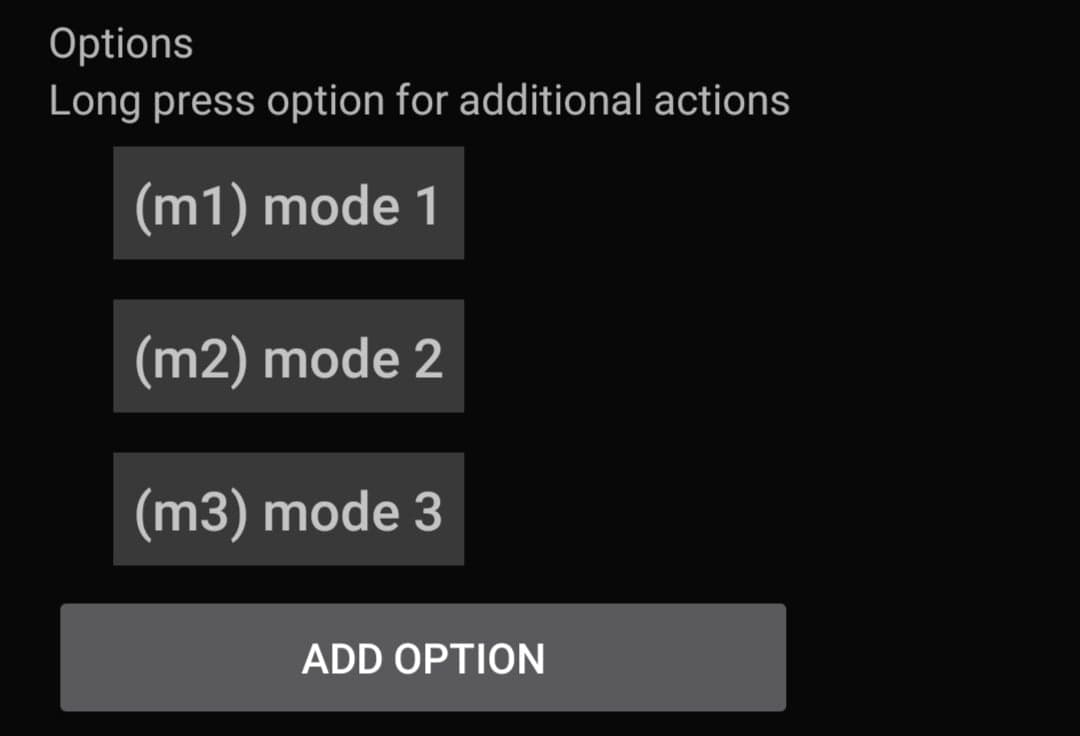 Options
Long press option for additional actions
(m1) mode 1
(m2) mode 2
(m3) mode 3
ADD OPTION